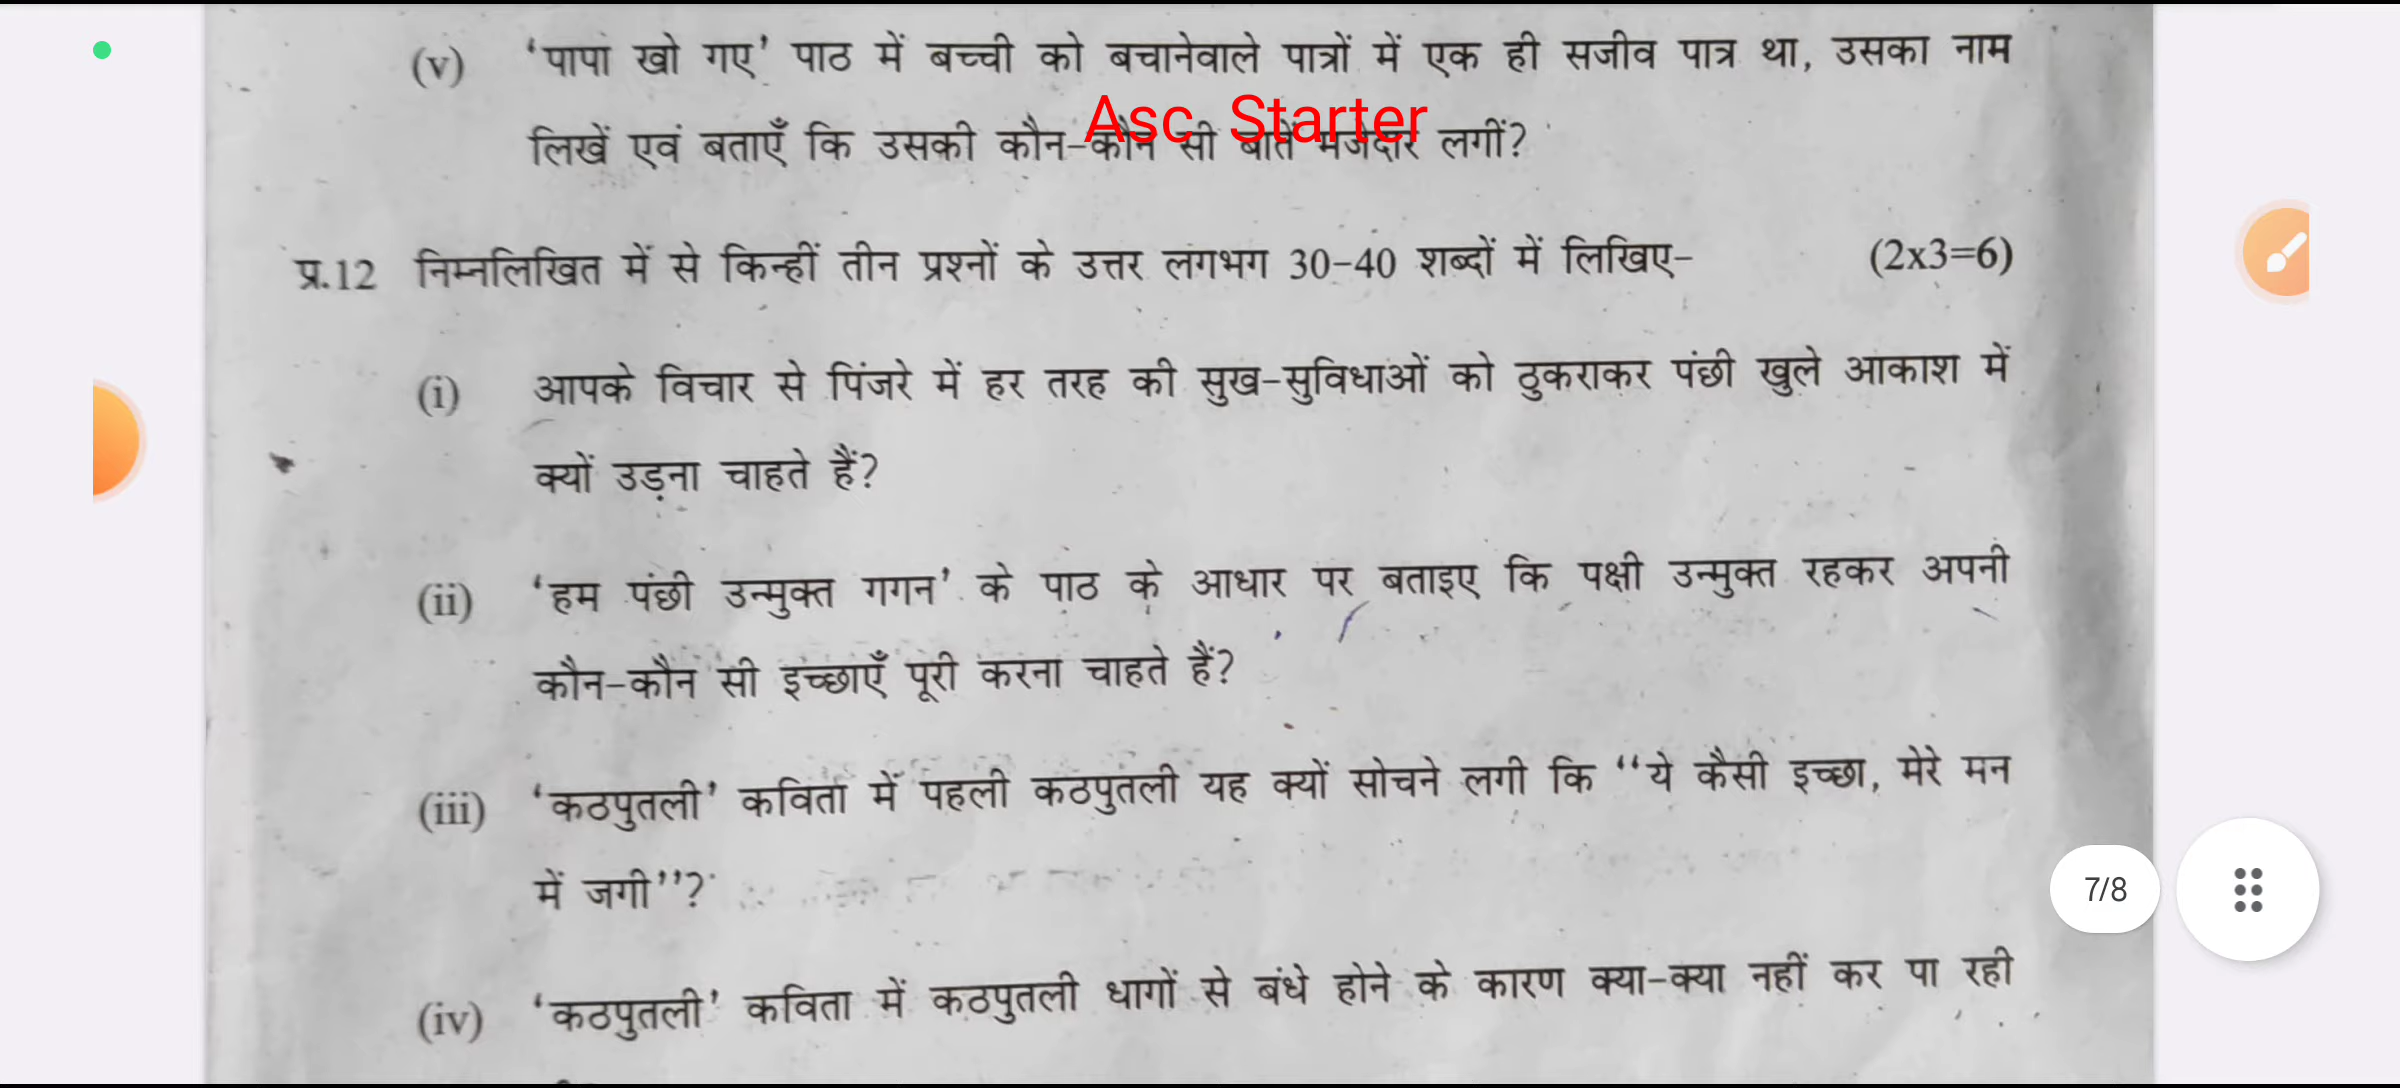 (v) ‘पापा खो गए’ पाठ में बच्ची को बचानेवाले पात्रों में एक ही सजीव पात्र था, उसका नाम
Asc Starter
लिखें एवं बताएँ कि उसकी कौन-कौन सी बातें मजेदार लगीं?
प्र.12 निम्नलिखित में से किन्हीं तीन प्रश्नों के उत्तर लगभग 30-40 शब्दों में लिखिए- (2x3=6)
(i) आपके विचार से पिंजरे में हर तरह की सुख-सुविधाओं को ठुकराकर पंछी खुले आकाश में
क्यों उड़ना चाहते हैं?
(ii) ‘हम पंछी उन्मुक्त गगन’ के पाठ के आधार पर बताइए कि पक्षी उन्मुक्त रहकर अपनी
कौन-कौन सी इच्छाएँ पूरी करना चाहते हैं?
(iii) ‘कठपुतली’ कविता में पहली कठपुतली यह क्यों सोचने लगी कि “ये कैसी इच्छा, मेरे मन
में जगी”?
7/8
(iv) ‘कठपुतली’ कविता में कठपुतली धागों से बंधे होने के कारण क्या-क्या नहीं कर पा रही